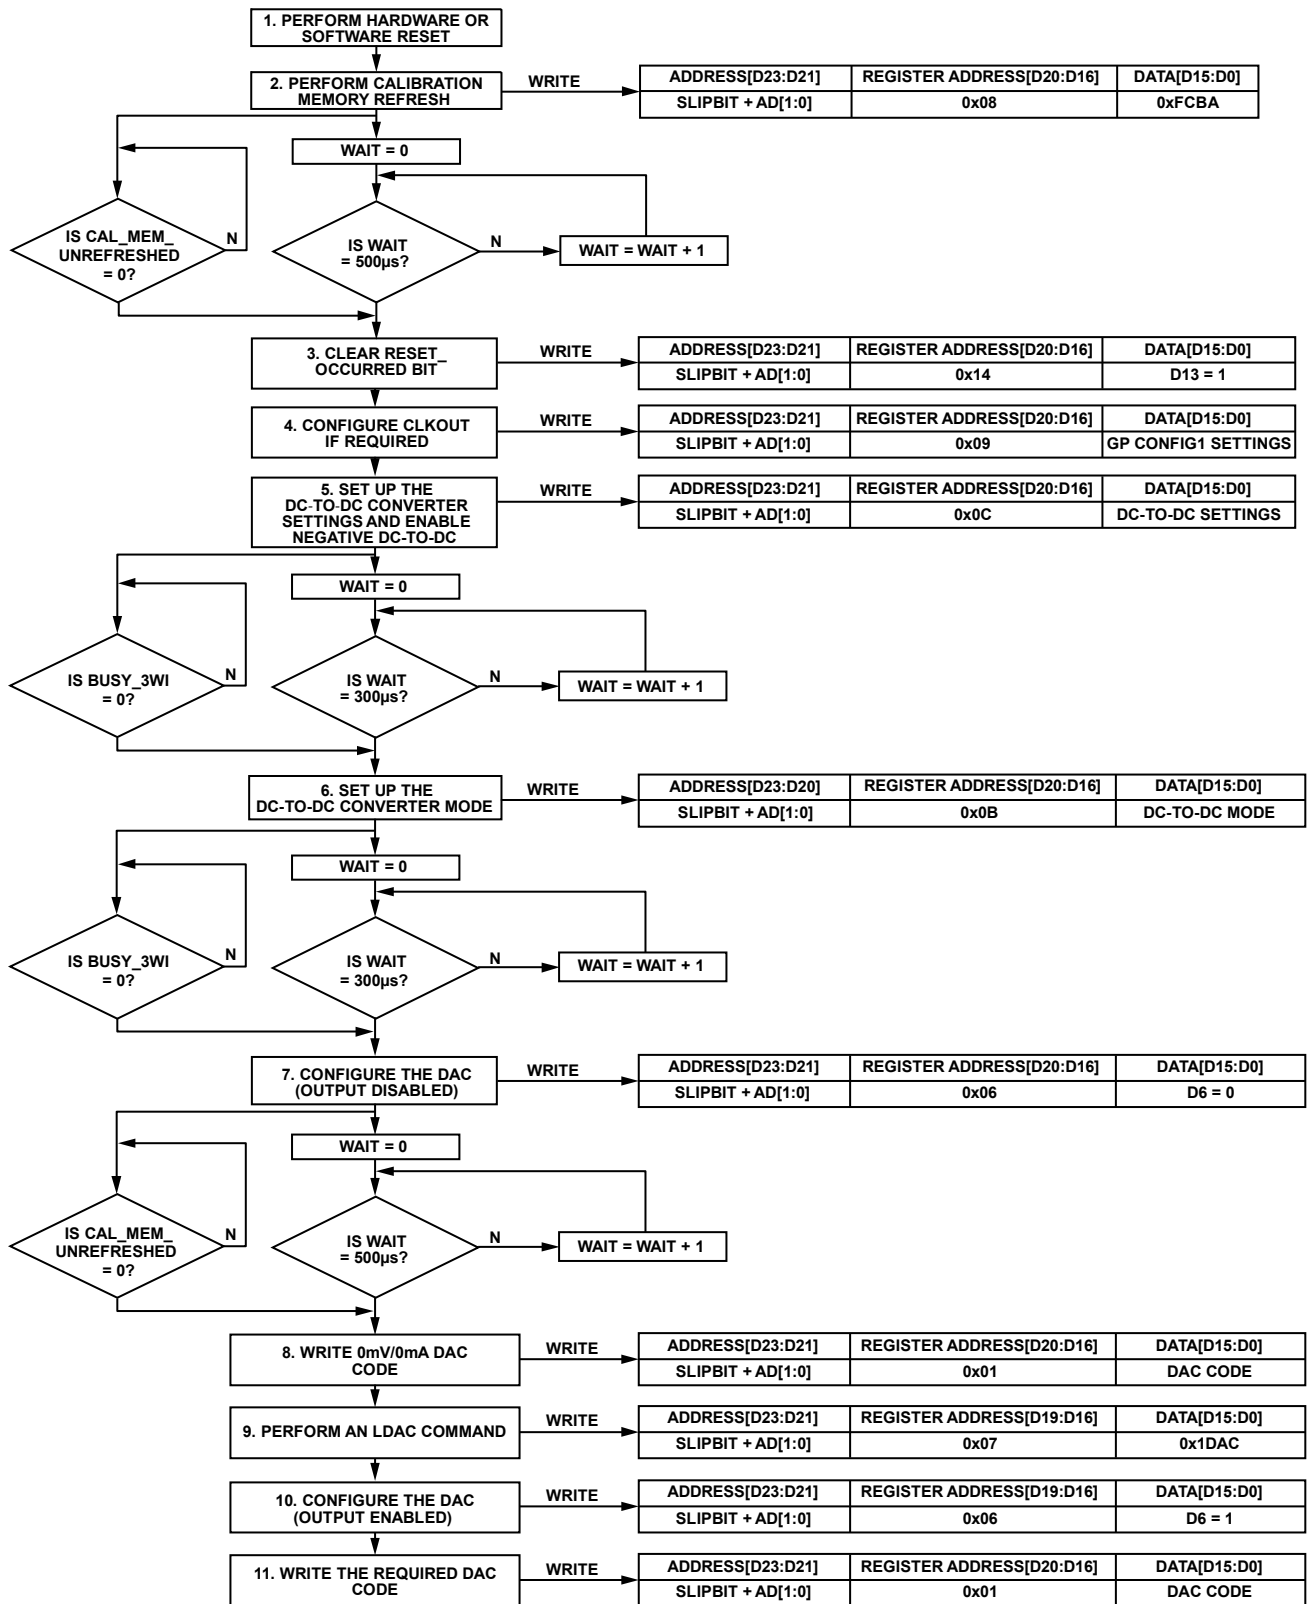 1. PERFORM HARDWARE OR
SOFTWARE RESET
2. PERFORM CALIBRATION
MEMORY REFRESH
WRITE
ADDRESS[D23:D21] REGISTER ADDRESS[D20:D16] DATA[D15:D0]
SLIPBIT + AD[1:0] 0x08 0xFCBA
WAIT = 0
IS CAL_MEM_
UNREFRESHED
= 0?
N
IS WAIT
= 500µs?
N
WAIT = WAIT + 1
3. CLEAR RESET_
OCCURRED BIT
WRITE
ADDRESS[D23:D21] REGISTER ADDRESS[D20:D16] DATA[D15:D0]
SLIPBIT + AD[1:0] 0x14 D13 = 1
4. CONFIGURE CLKOUT
IF REQUIRED
WRITE
ADDRESS[D23:D21] REGISTER ADDRESS[D20:D16] DATA[D15:D0]
SLIPBIT + AD[1:0] 0x09 GP CONFIG1 SETTINGS
5. SET UP THE
DC-TO-DC CONVERTER
SETTINGS AND ENABLE
NEGATIVE DC-TO-DC
WRITE
ADDRESS[D23:D21] REGISTER ADDRESS[D20:D16] DATA[D15:D0]
SLIPBIT + AD[1:0] 0x0C DC-TO-DC SETTINGS
WAIT = 0
IS BUSY_3WI
= 0?
N
IS WAIT
= 300µs?
N
WAIT = WAIT + 1
6. SET UP THE
DC-TO-DC CONVERTER MODE
WRITE
ADDRESS[D23:D20] REGISTER ADDRESS[D20:D16] DATA[D15:D0]
SLIPBIT + AD[1:0] 0x0B DC-TO-DC MODE
WAIT = 0
IS BUSY_3WI
= 0?
N
IS WAIT
= 300µs?
N
WAIT = WAIT + 1
7. CONFIGURE THE DAC
(OUTPUT DISABLED)
WRITE
ADDRESS[D23:D21] REGISTER ADDRESS[D20:D16] DATA[D15:D0]
SLIPBIT + AD[1:0] 0x06 D6 = 0
WAIT = 0
IS CAL_MEM_
UNREFRESHED
= 0?
N
IS WAIT
= 500µs?
N
WAIT = WAIT + 1
8. WRITE 0mV/0mA DAC
CODE
WRITE
ADDRESS[D23:D21] REGISTER ADDRESS[D20:D16] DATA[D15:D0]
SLIPBIT + AD[1:0] 0x01 DAC CODE
9. PERFORM AN LDAC COMMAND
WRITE
ADDRESS[D23:D21] REGISTER ADDRESS[D19:D16] DATA[D15:D0]
SLIPBIT + AD[1:0] 0x07 0x1DAC
10. CONFIGURE THE DAC
(OUTPUT ENABLED)
WRITE
ADDRESS[D23:D21] REGISTER ADDRESS[D19:D16] DATA[D15:D0]
SLIPBIT + AD[1:0] 0x06 D6 = 1
11. WRITE THE REQUIRED DAC
CODE
WRITE
ADDRESS[D23:D21] REGISTER ADDRESS[D20:D16] DATA[D15:D0]
SLIPBIT + AD[1:0] 0x01 DAC CODE